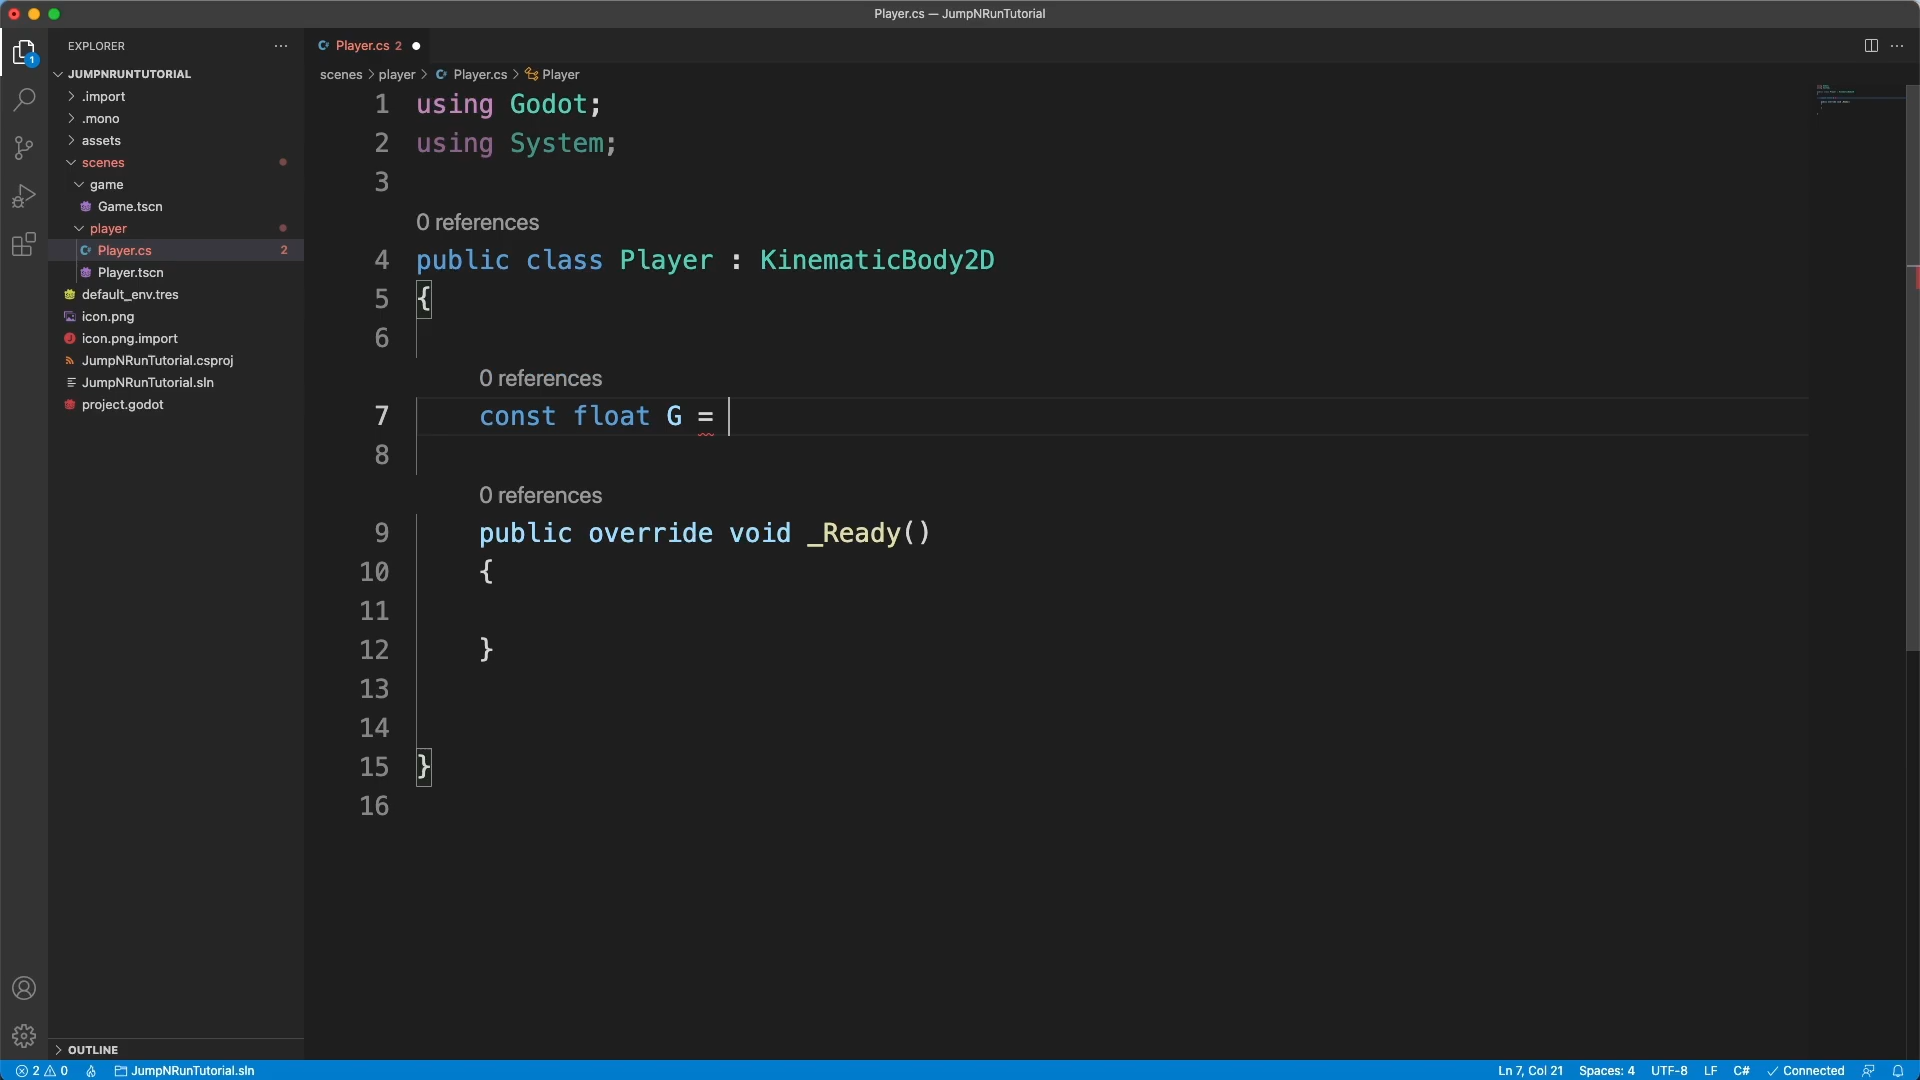 Player.cs — JumpNRunTutorial
EXPLORER
Player.cs 2
JUMPNRUNTUTORIAL
scenes > player > Player.cs > Player
1
.import
.mono
assets
scenes
game
Game.tscn
player
Player.cs 2
Player.tscn
default_env.tres
icon.png
icon.png.import
JumpNRunTutorial.csproj
JumpNRunTutorial.sln
project.godot
1 using Godot;
2 using System;
3
0 references
4 public class Player : KinematicBody2D
5 {
6
0 references
7 const float G =
8
0 references
9 public override void _Ready()
10 {
11
12 }
13
14
15 }
16
OUTLINE
2 0 JumpNRunTutorial.sln
Ln 7, Col 21 Spaces: 4 UTF-8 LF C# Connected